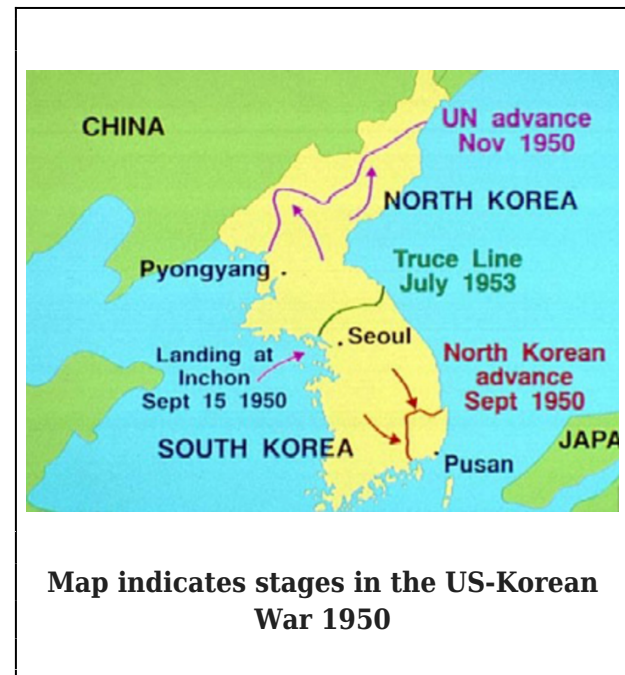 CHINA
UN advance
Nov 1950
NORTH KOREA
Pyongyang
Truce Line
July 1953
Seoul
Landing at
Inchon
Sept 15 1950
North Korean
advance
Sept 1950
SOUTH KOREA
JAPA
Pusan
Map indicates stages in the US-Korean
War 1950